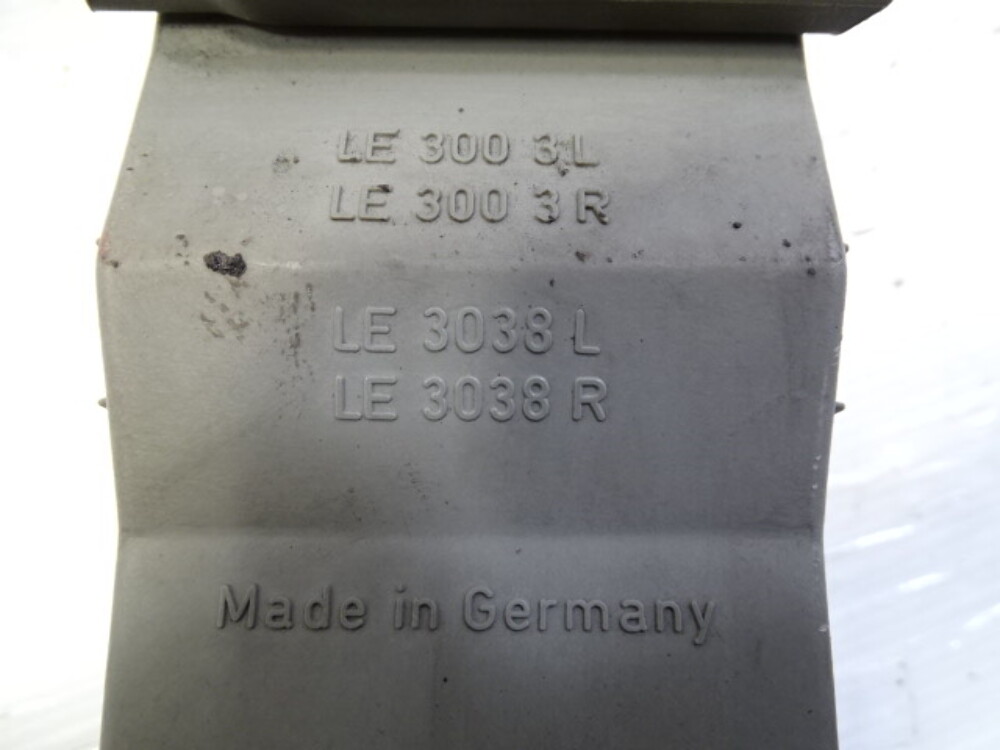 LE 300 3 L
LE 300 3 R
LE 3038 L
LE 3038 R
Made in Germany